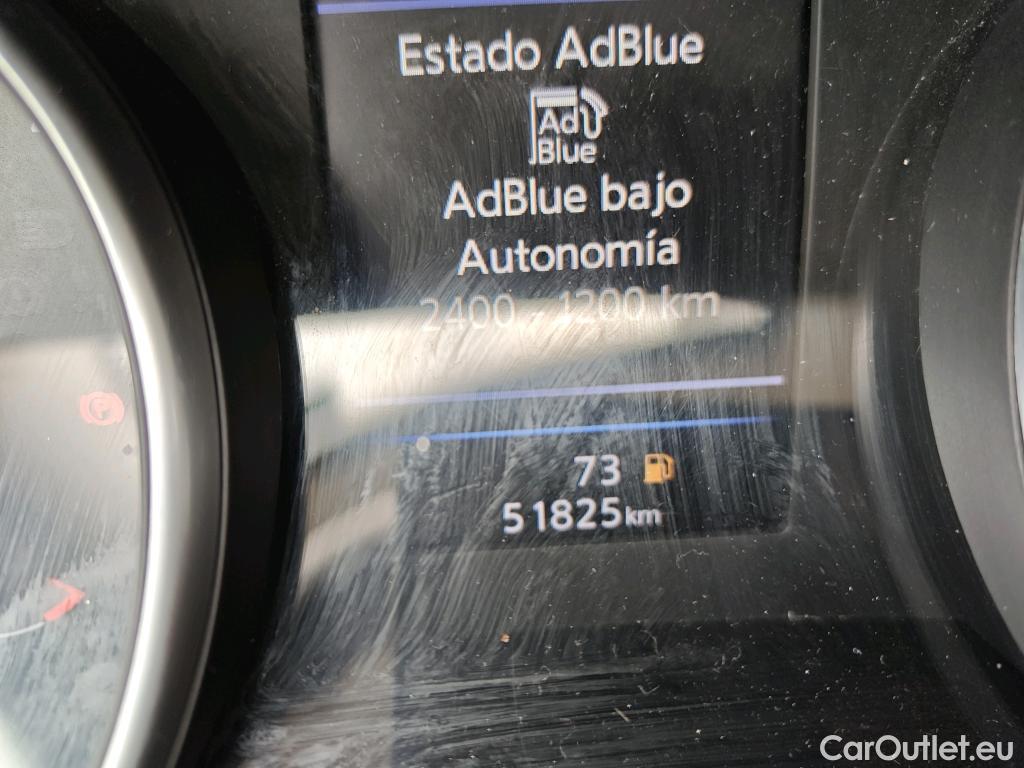 Estado AdBlue
Ad
Blue
AdBlue bajo
Autonomía
2400 - 1200 km
73
51825km
CarOutlet.eu